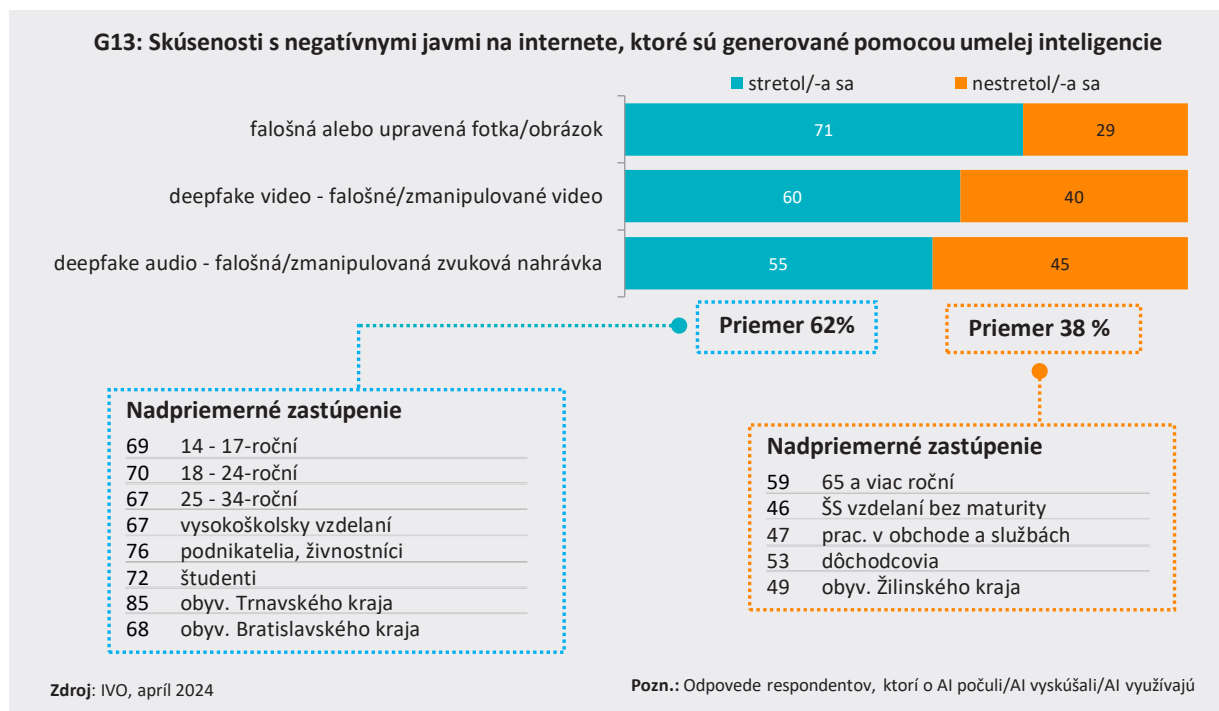 G13: Skúsenosti s negatívnymi javmi na internete, ktoré sú generované pomocou umelej inteligencie
stretol/-a sa nestretol/-a sa
falošná alebo upravená fotka/obrázok 71 29
deepfake video - falošné/zmanipulované video 60 40
deepfake audio - falošná/zmanipulovaná zvuková nahrávka 55 45
Priemer 62% Priemer 38 %
Nadpriemerné zastúpenie
69 14 - 17-roční
70 18 - 24-roční
67 25 - 34-roční
67 vysokoškolsky vzdelaní
76 podnikatelia, živnostníci
72 študenti
85 obyv. Trnavského kraja
68 obyv. Bratislavského kraja
Nadpriemerné zastúpenie
59 65 a viac roční
46 ŠS vzdelaní bez maturity
47 prac. v obchode a službách
53 dôchodcovia
49 obyv. Žilinského kraja
Zdroj: IVO, apríl 2024
Pozn.: Odpovede respondentov, ktorí o AI počuli/AI vyskúšali/AI využívajú